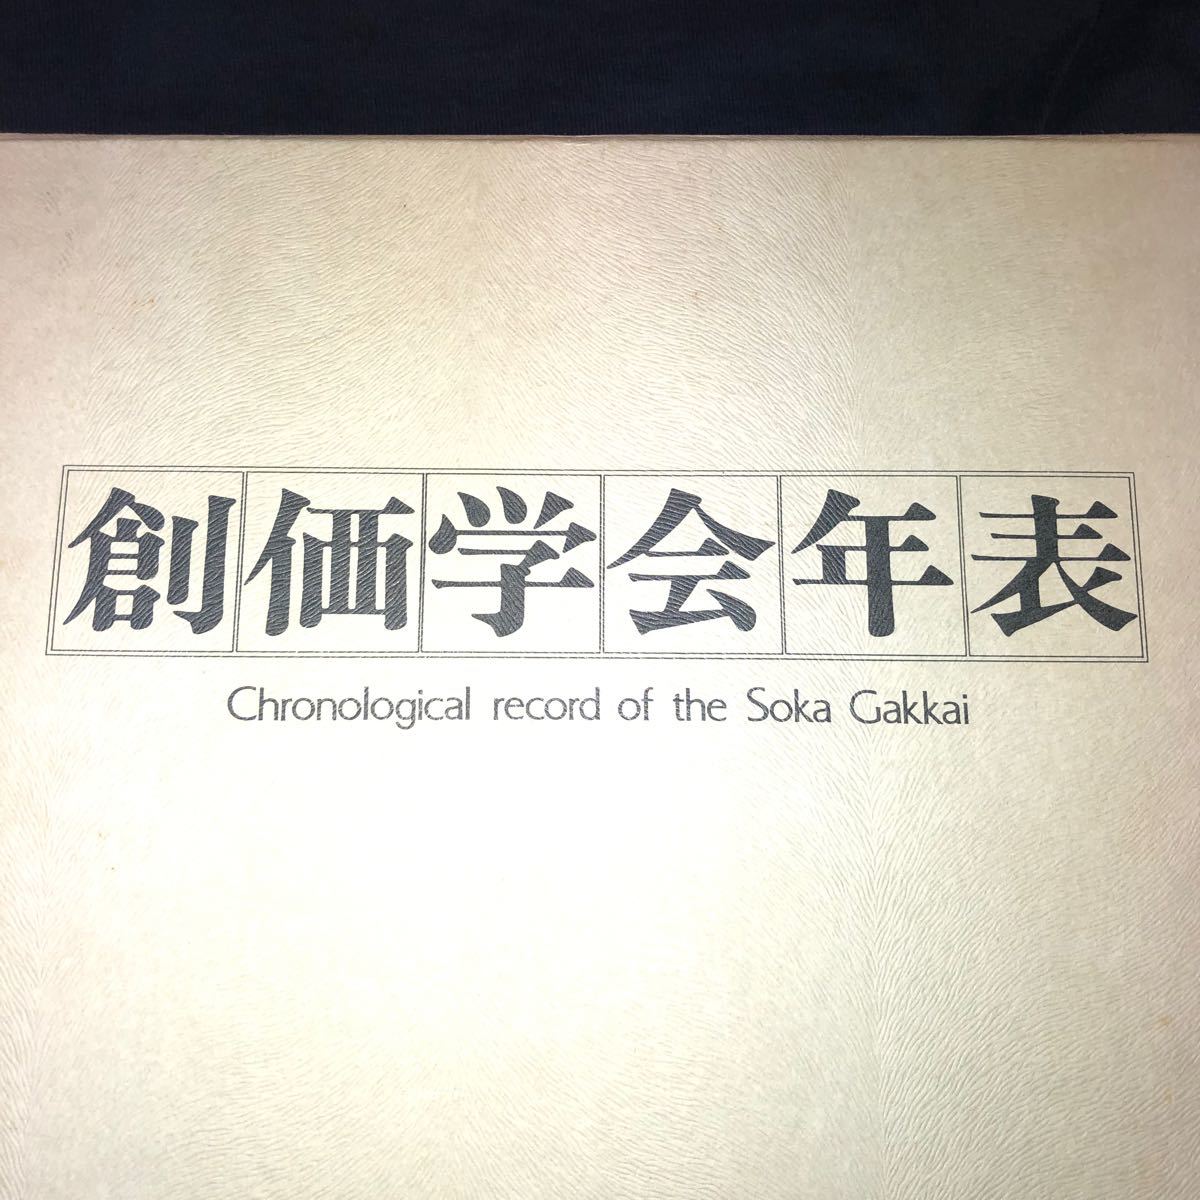 創価学会年表
Chronological record of the Soka Gakkai